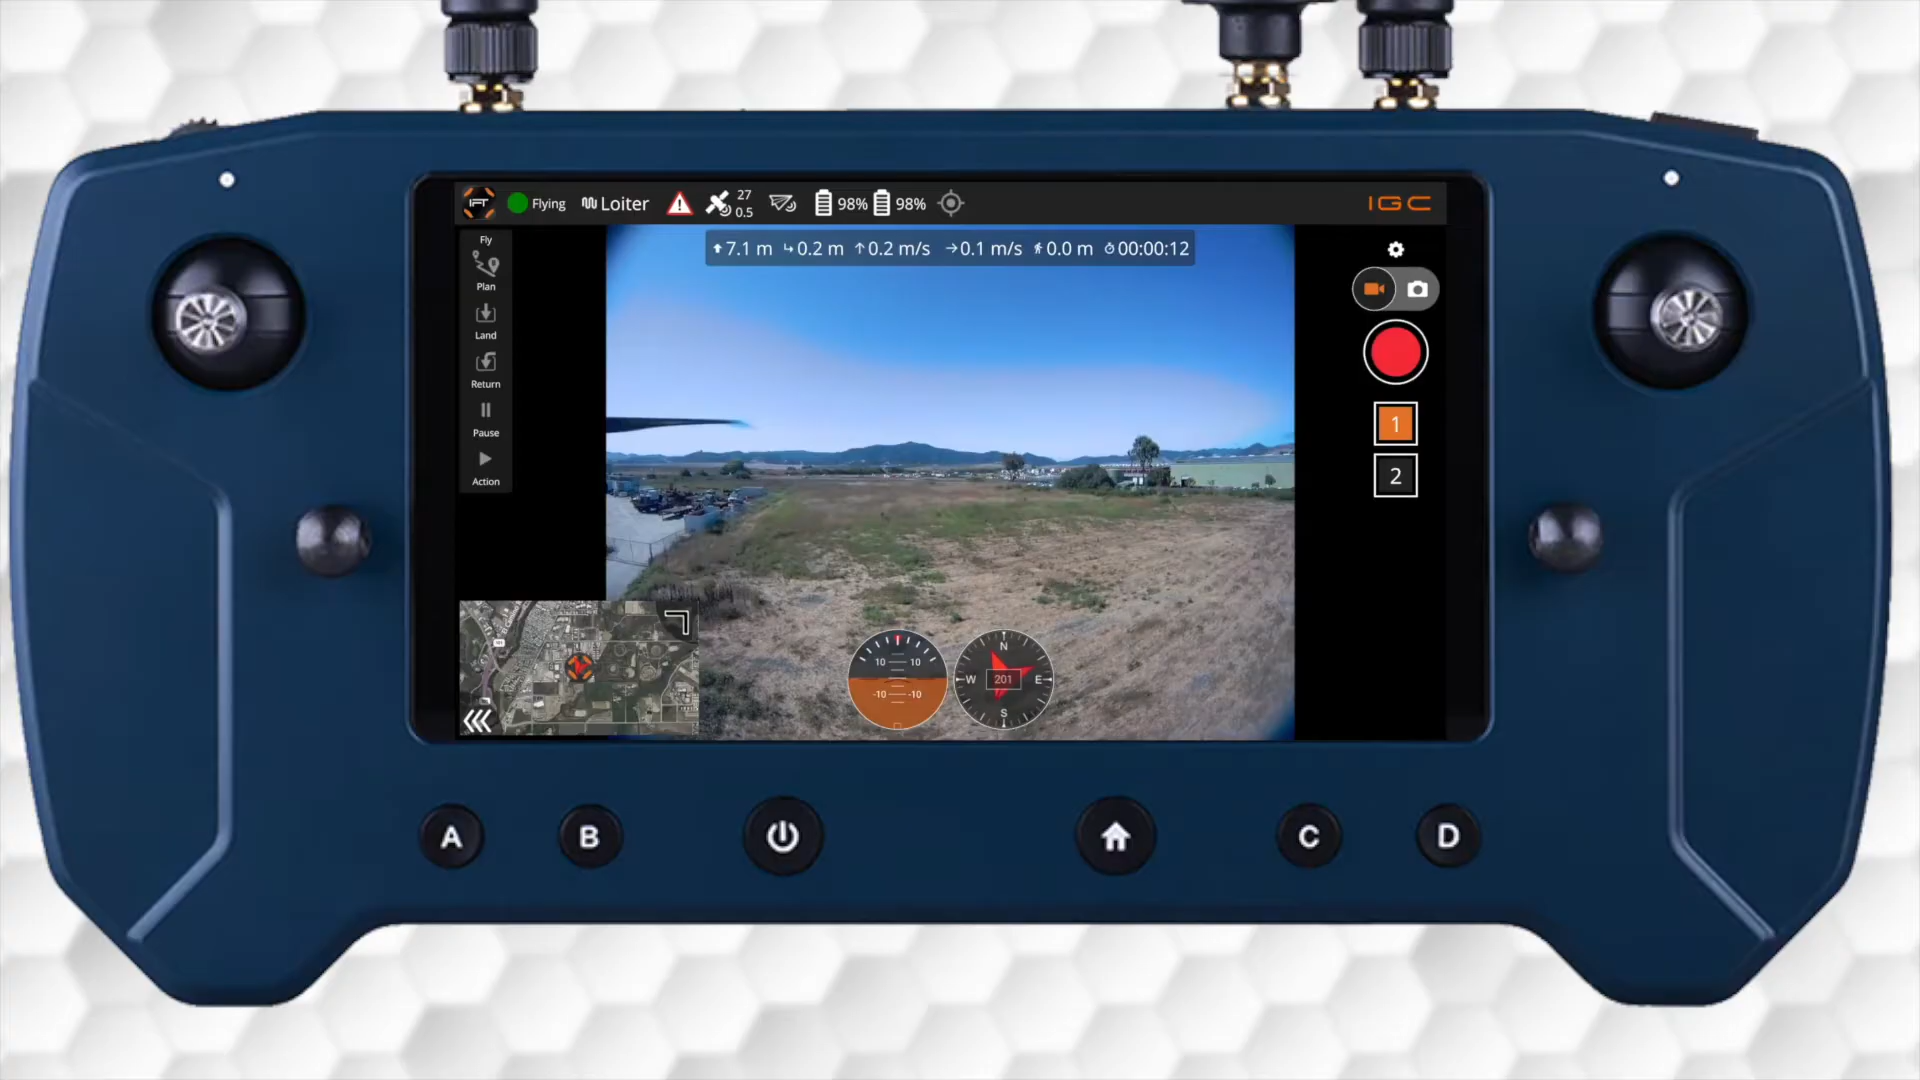 IFT Flying Loiter 27 0.5 98% 98% IGC
7.1 m 0.2 m 0.2 m/s 0.1 m/s 0.0 m 00:00:12
Fly
Plan
Land
Return
Pause
Action
1
2
10 10
-10 -10
N
W 201 E
S
A B C D